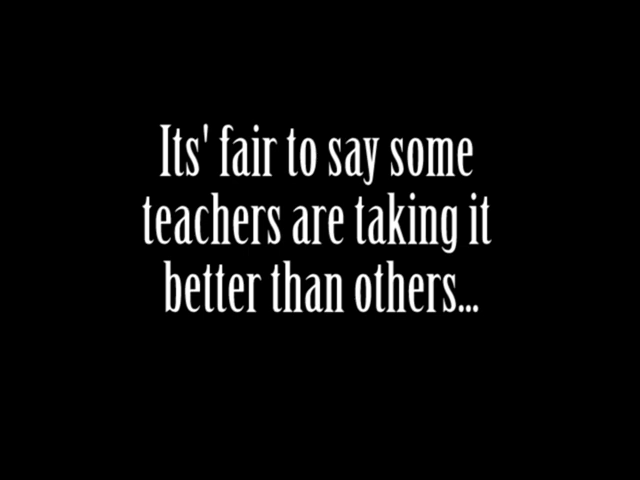 Its' fair to say some
teachers are taking it
better than others...